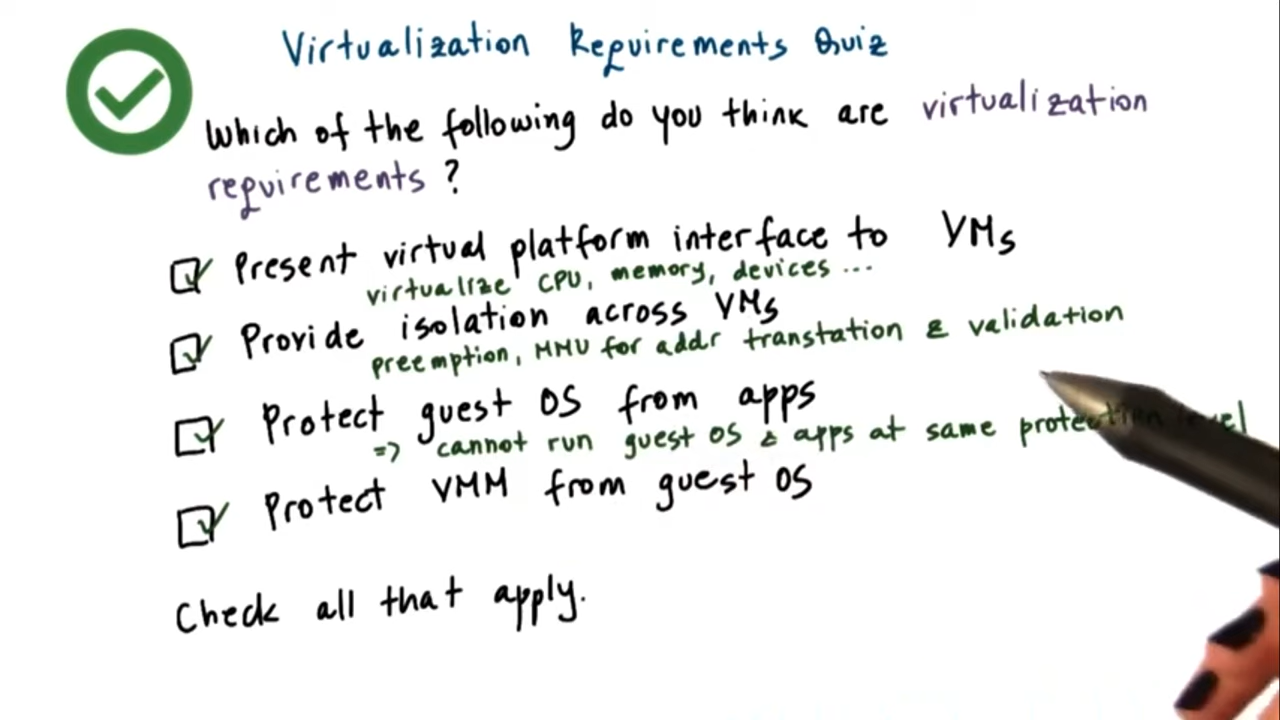 Virtualization Requirements Quiz
Which of the following do you think are virtualization
requirements ?
Present virtual platform interface to VMs
virtualize CPU, memory, devices ...
Provide isolation across VMs
preemption, MMU for addr transtation & validation
Protect guest OS from apps
=> cannot run guest OS & apps at same protection level
Protect VMM from guest OS
Check all that apply.